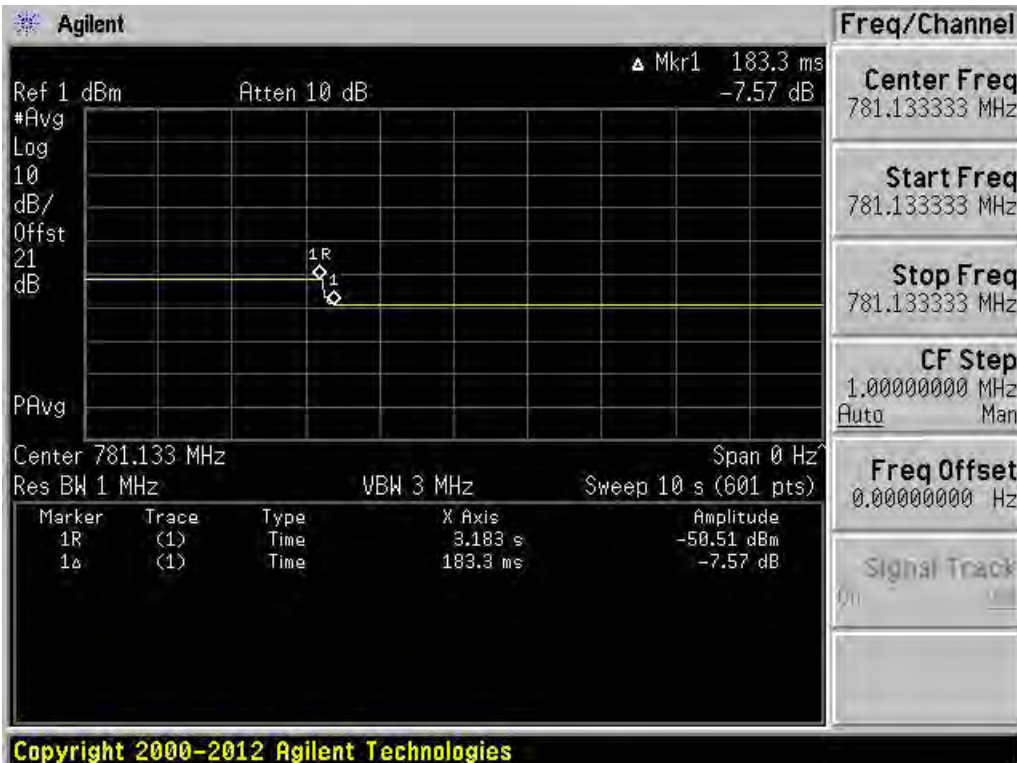 Agilent
Freq/Channel
Δ Mkr1 183.3 ms
Ref 1 dBm Atten 10 dB -7.57 dB
#Avg
Log
10
dB/
Offst
21
dB
1R
1
PAvg
Center 781.133 MHz Span 0 Hz^
Res BW 1 MHz VBW 3 MHz Sweep 10 s (601 pts)
Marker Trace Type X Axis Amplitude
1R (1) Time 3.183 s -50.51 dBm
1Δ (1) Time 183.3 ms -7.57 dB
Center Freq
781.133333 MHz
Start Freq
781.133333 MHz
Stop Freq
781.133333 MHz
CF Step
1.00000000 MHz
Auto Man
Freq Offset
0.00000000 Hz
Signal Track
On
Copyright 2000-2012 Agilent Technologies